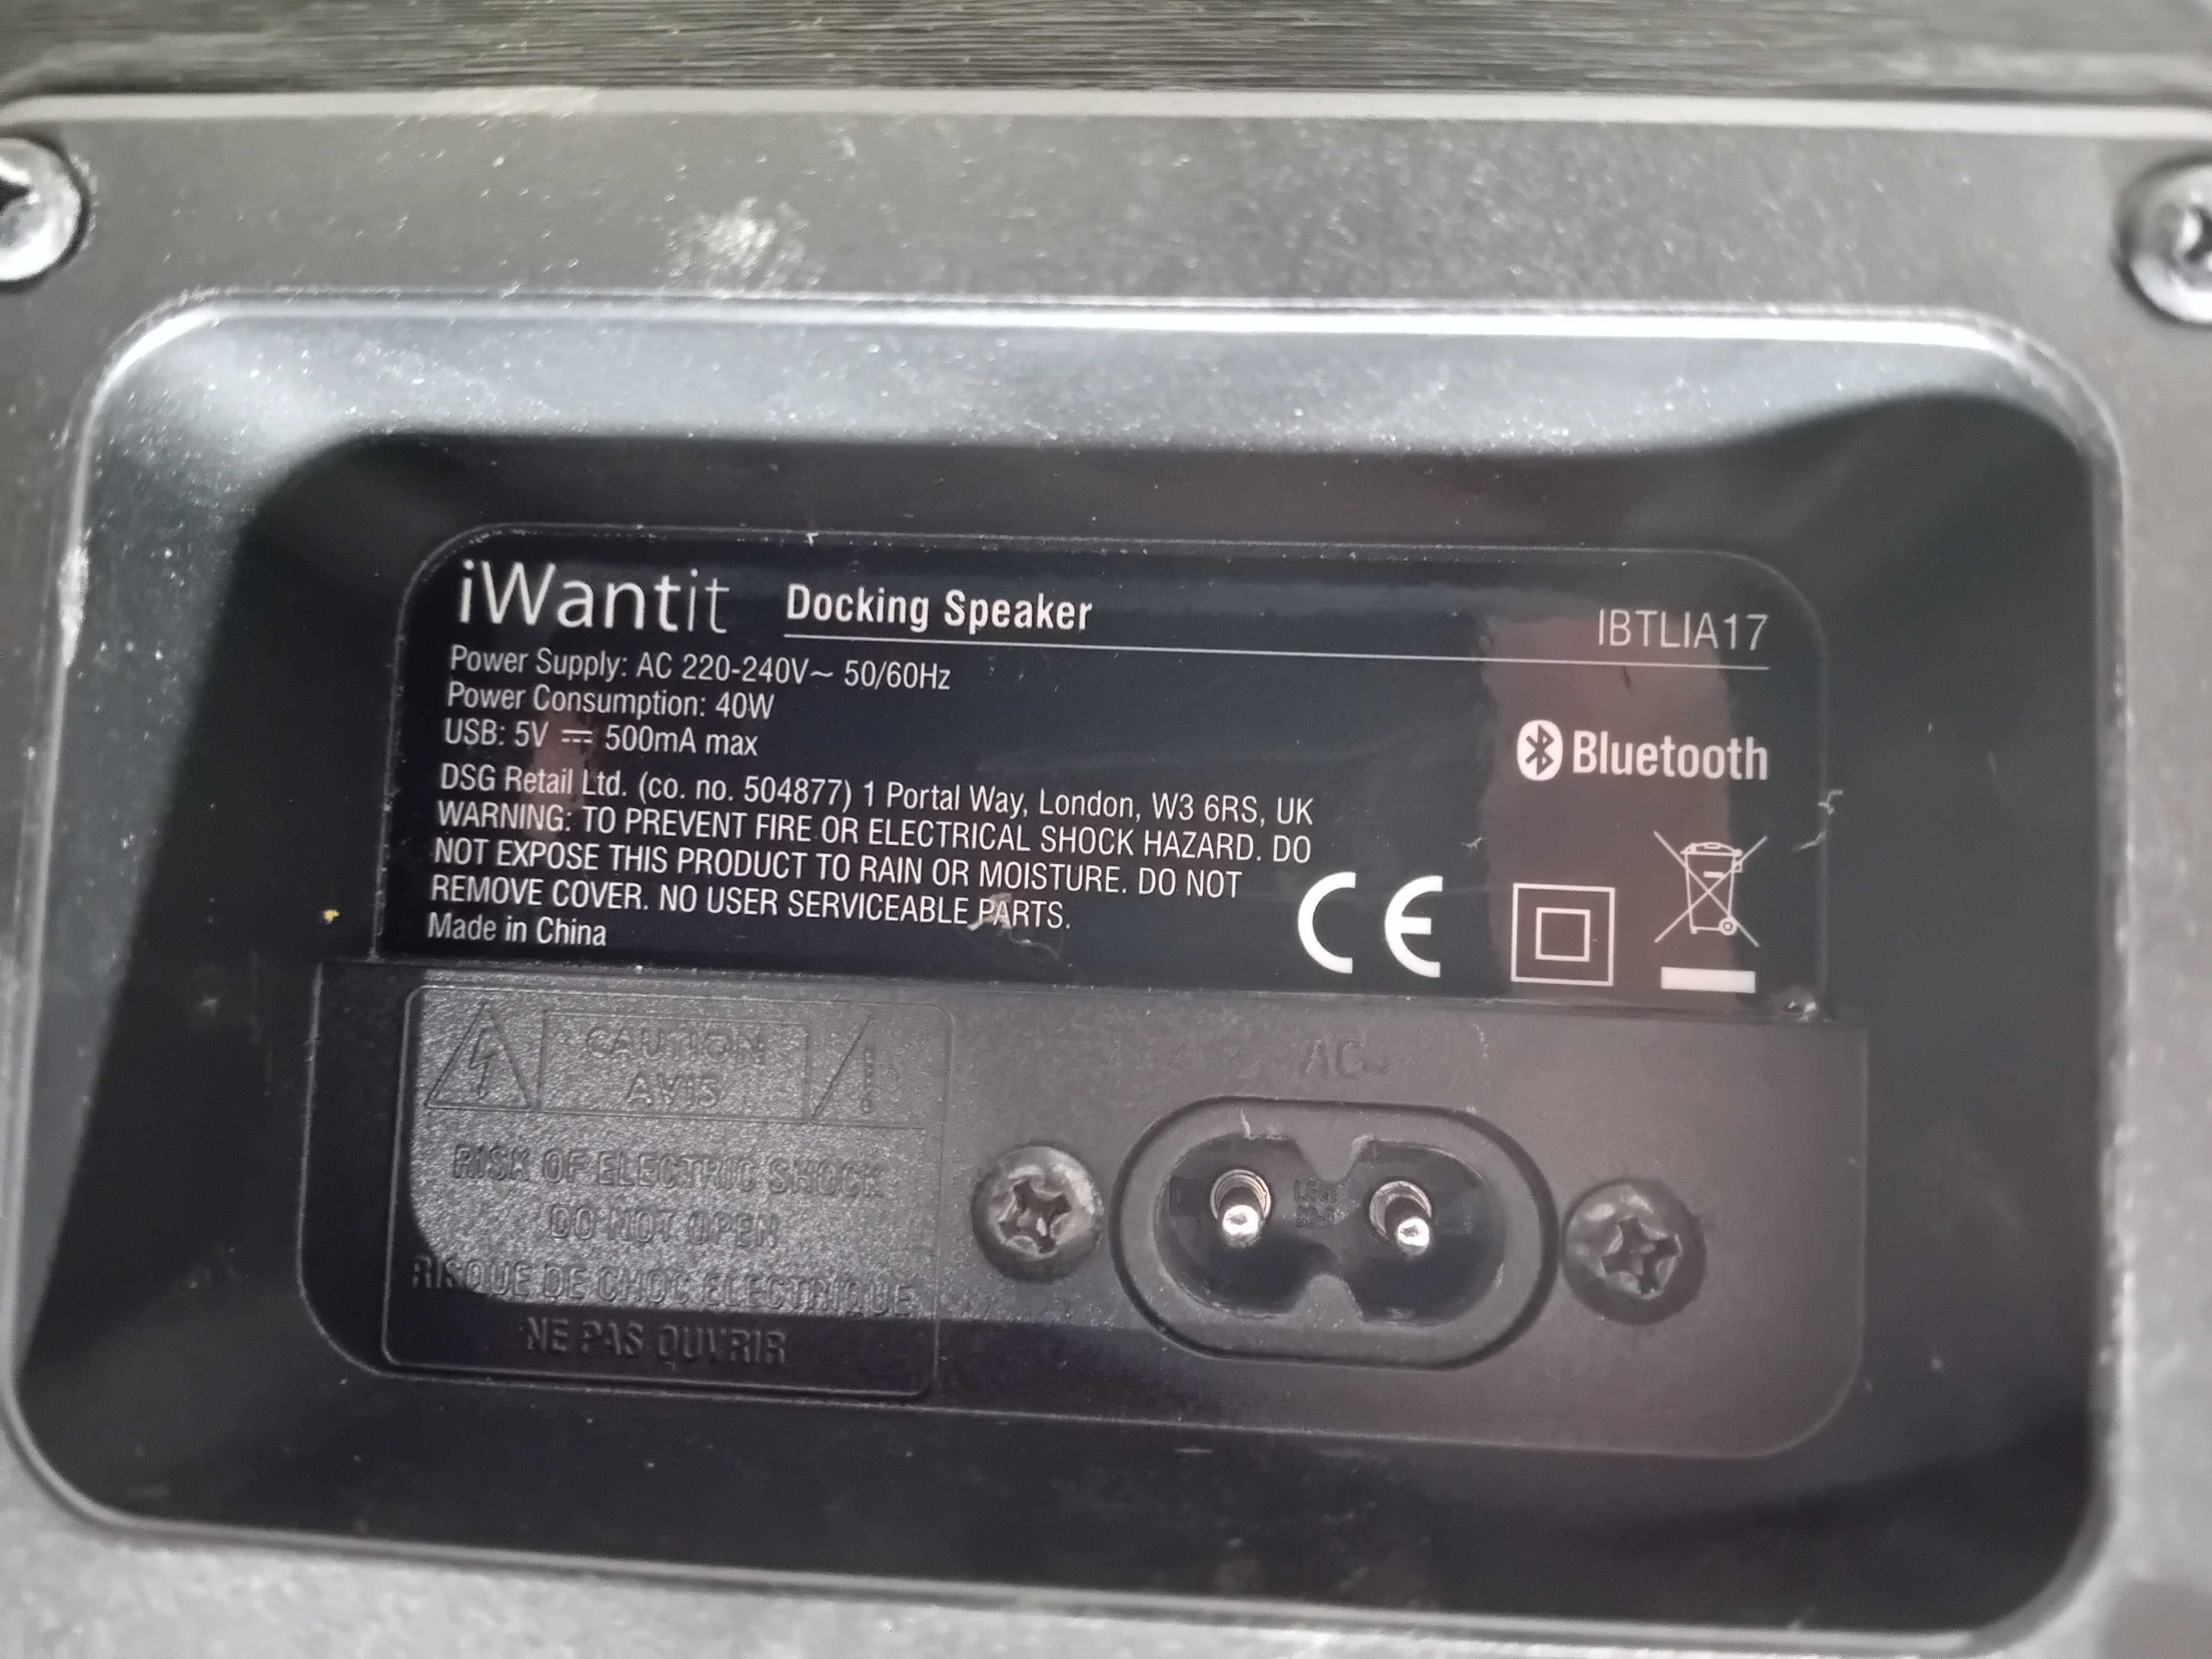 iWantit Docking Speaker IBTLIA17
Power Supply: AC 220-240V~ 50/60Hz
Power Consumption: 40W
USB: 5V ⎓ 500mA max
Bluetooth
DSG Retail Ltd. (co. no. 504877) 1 Portal Way, London, W3 6RS, UK
WARNING: TO PREVENT FIRE OR ELECTRICAL SHOCK HAZARD. DO
NOT EXPOSE THIS PRODUCT TO RAIN OR MOISTURE. DO NOT
REMOVE COVER. NO USER SERVICEABLE PARTS.
Made in China
CE
CAUTION
AVIS
RISK OF ELECTRIC SHOCK
DO NOT OPEN
RISQUE DE CHOC ELECTRIQUE
NE PAS OUVRIR
AC~